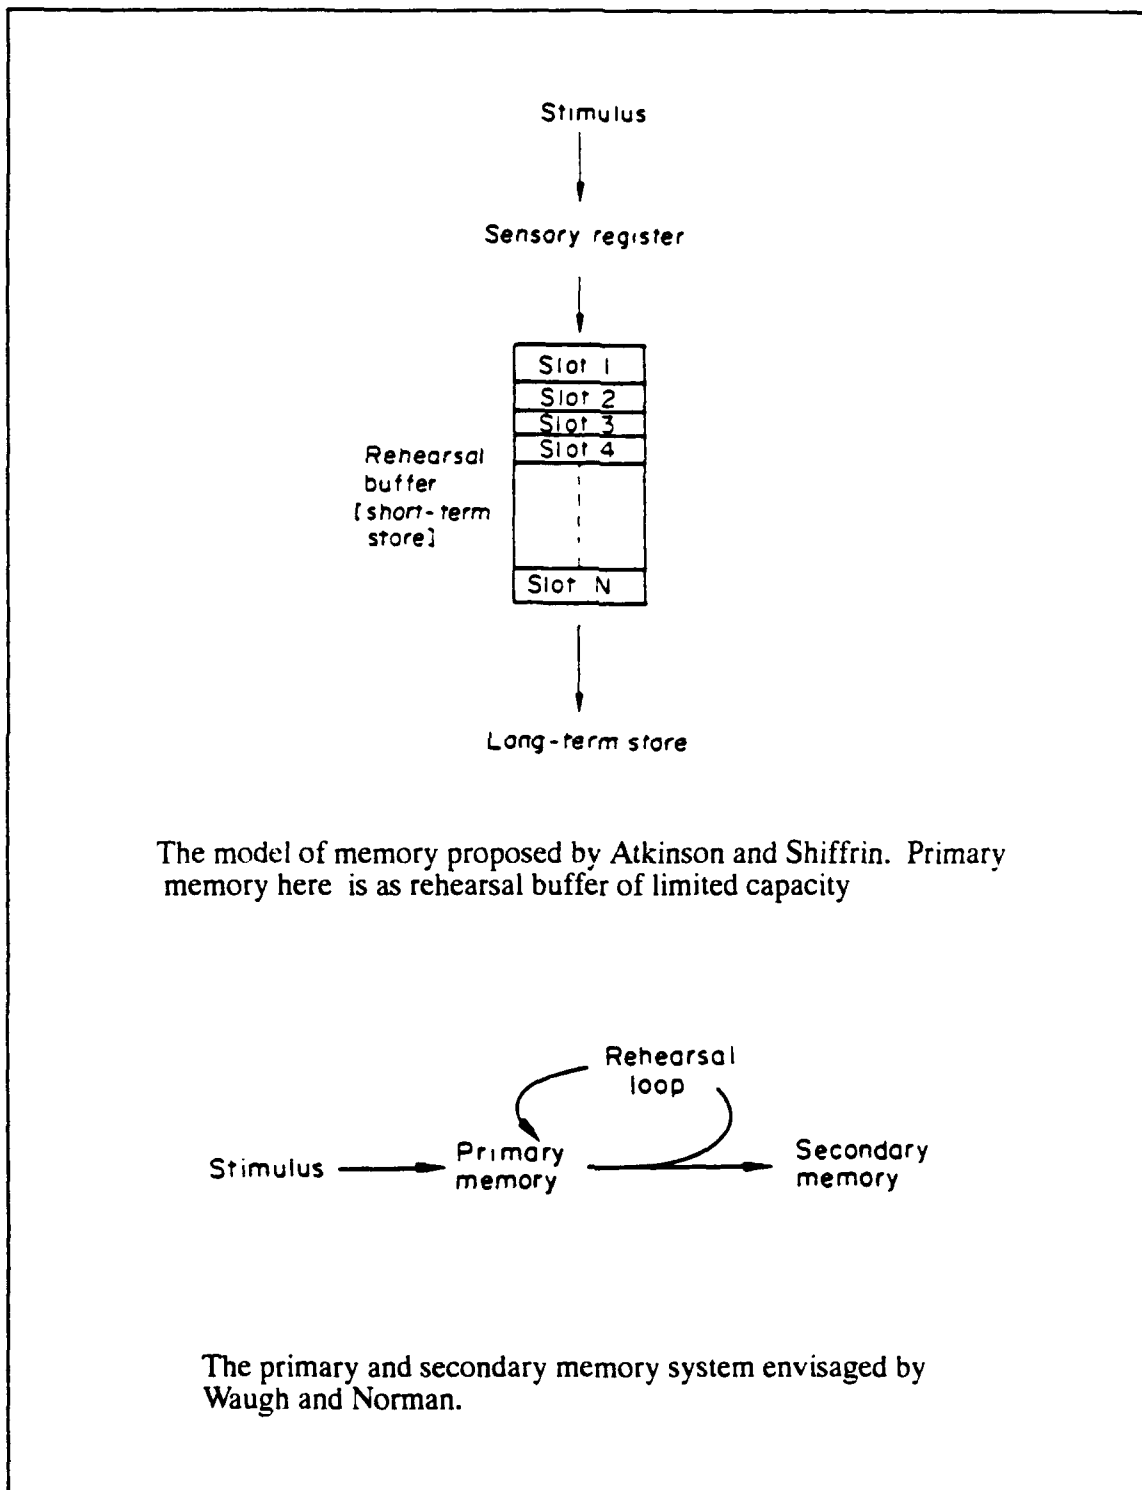 Stimulus
Sensory register
Slot 1
Slot 2
Slot 3
Slot 4
Rehearsal
buffer
[short-term
store]
Slot N
Long-term store
The model of memory proposed by Atkinson and Shiffrin. Primary
memory here is as rehearsal buffer of limited capacity
Rehearsal
loop
Stimulus
Primary
memory
Secondary
memory
The primary and secondary memory system envisaged by
Waugh and Norman.